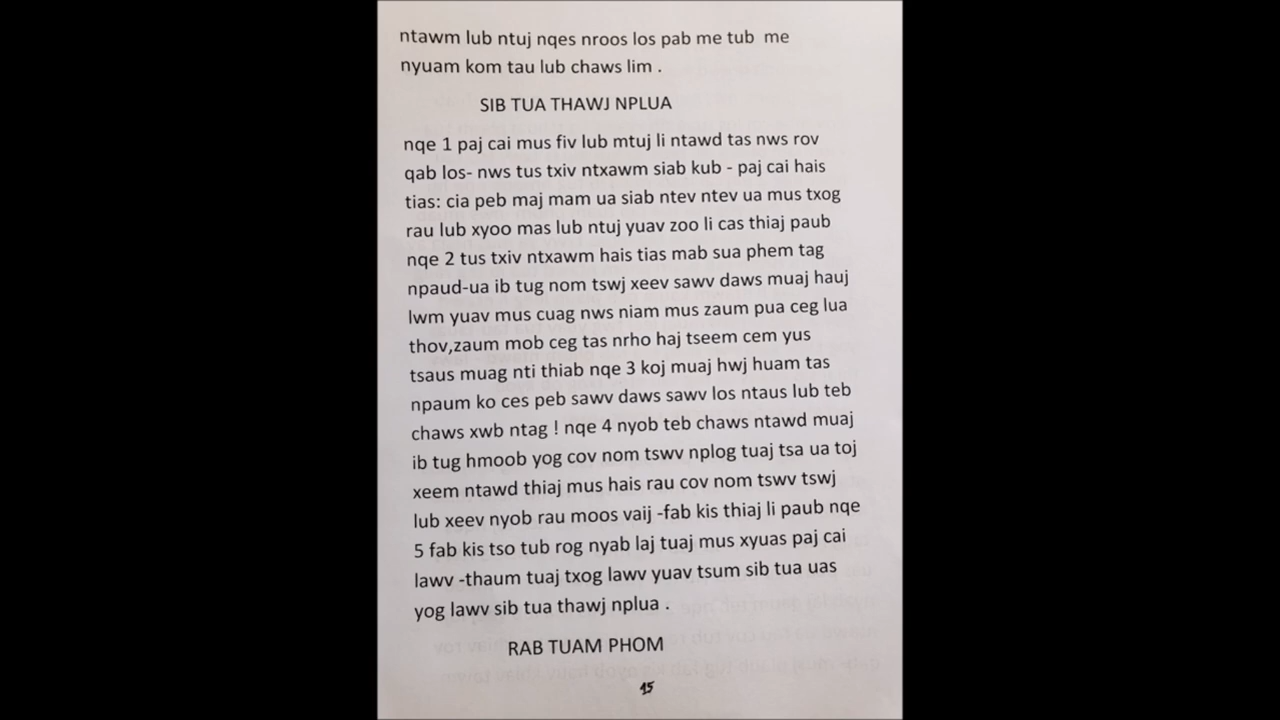 ntawm lub ntuj nqes nroos los pab me tub me
nyuam kom tau lub chaws lim .
SIB TUA THAWJ NPLUA
nqe 1 paj cai mus fiv lub mtuj li ntawd tas nws rov
qab los- nws tus txiv ntxawm siab kub - paj cai hais
tias: cia peb maj mam ua siab ntev ntev ua mus txog
rau lub xyoo mas lub ntuj yuav zoo li cas thiaj paub
nqe 2 tus txiv ntxawm hais tias mab sua phem tag
npaud-ua ib tug nom tswj xeev sawv daws muaj hauj
lwm yuav mus cuag nws niam mus zaum pua ceg lua
thov,zaum mob ceg tas nrho haj tseem cem yus
tsaus muag nti thiab nqe 3 koj muaj hwj huam tas
npaum ko ces peb sawv daws sawv los ntaus lub teb
chaws xwb ntag ! nqe 4 nyob teb chaws ntawd muaj
ib tug hmoob yog cov nom tswv nplog tuaj tsa ua toj
xeem ntawd thiaj mus hais rau cov nom tswv tswj
lub xeev nyob rau moos vaij -fab kis thiaj li paub nqe
5 fab kis tso tub rog nyab laj tuaj mus xyuas paj cai
lawv -thaum tuaj txog lawv yuav tsum sib tua uas
yog lawv sib tua thawj nplua .
RAB TUAM PHOM
15